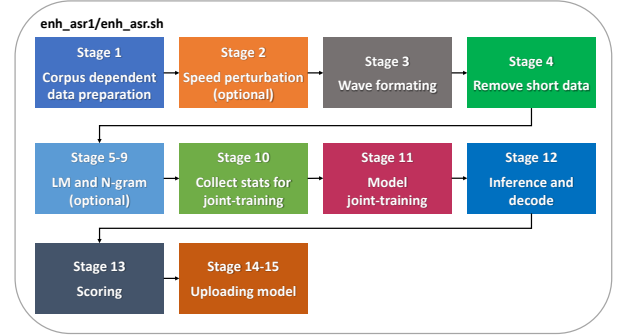 enh_asr1/enh_asr.sh
Stage 1
Corpus dependent
data preparation
Stage 2
Speed perturbation
(optional)
Stage 3
Wave formating
Stage 4
Remove short data
Stage 5-9
LM and N-gram
(optional)
Stage 10
Collect stats for
joint-training
Stage 11
Model
joint-training
Stage 12
Inference and
decode
Stage 13
Scoring
Stage 14-15
Uploading model